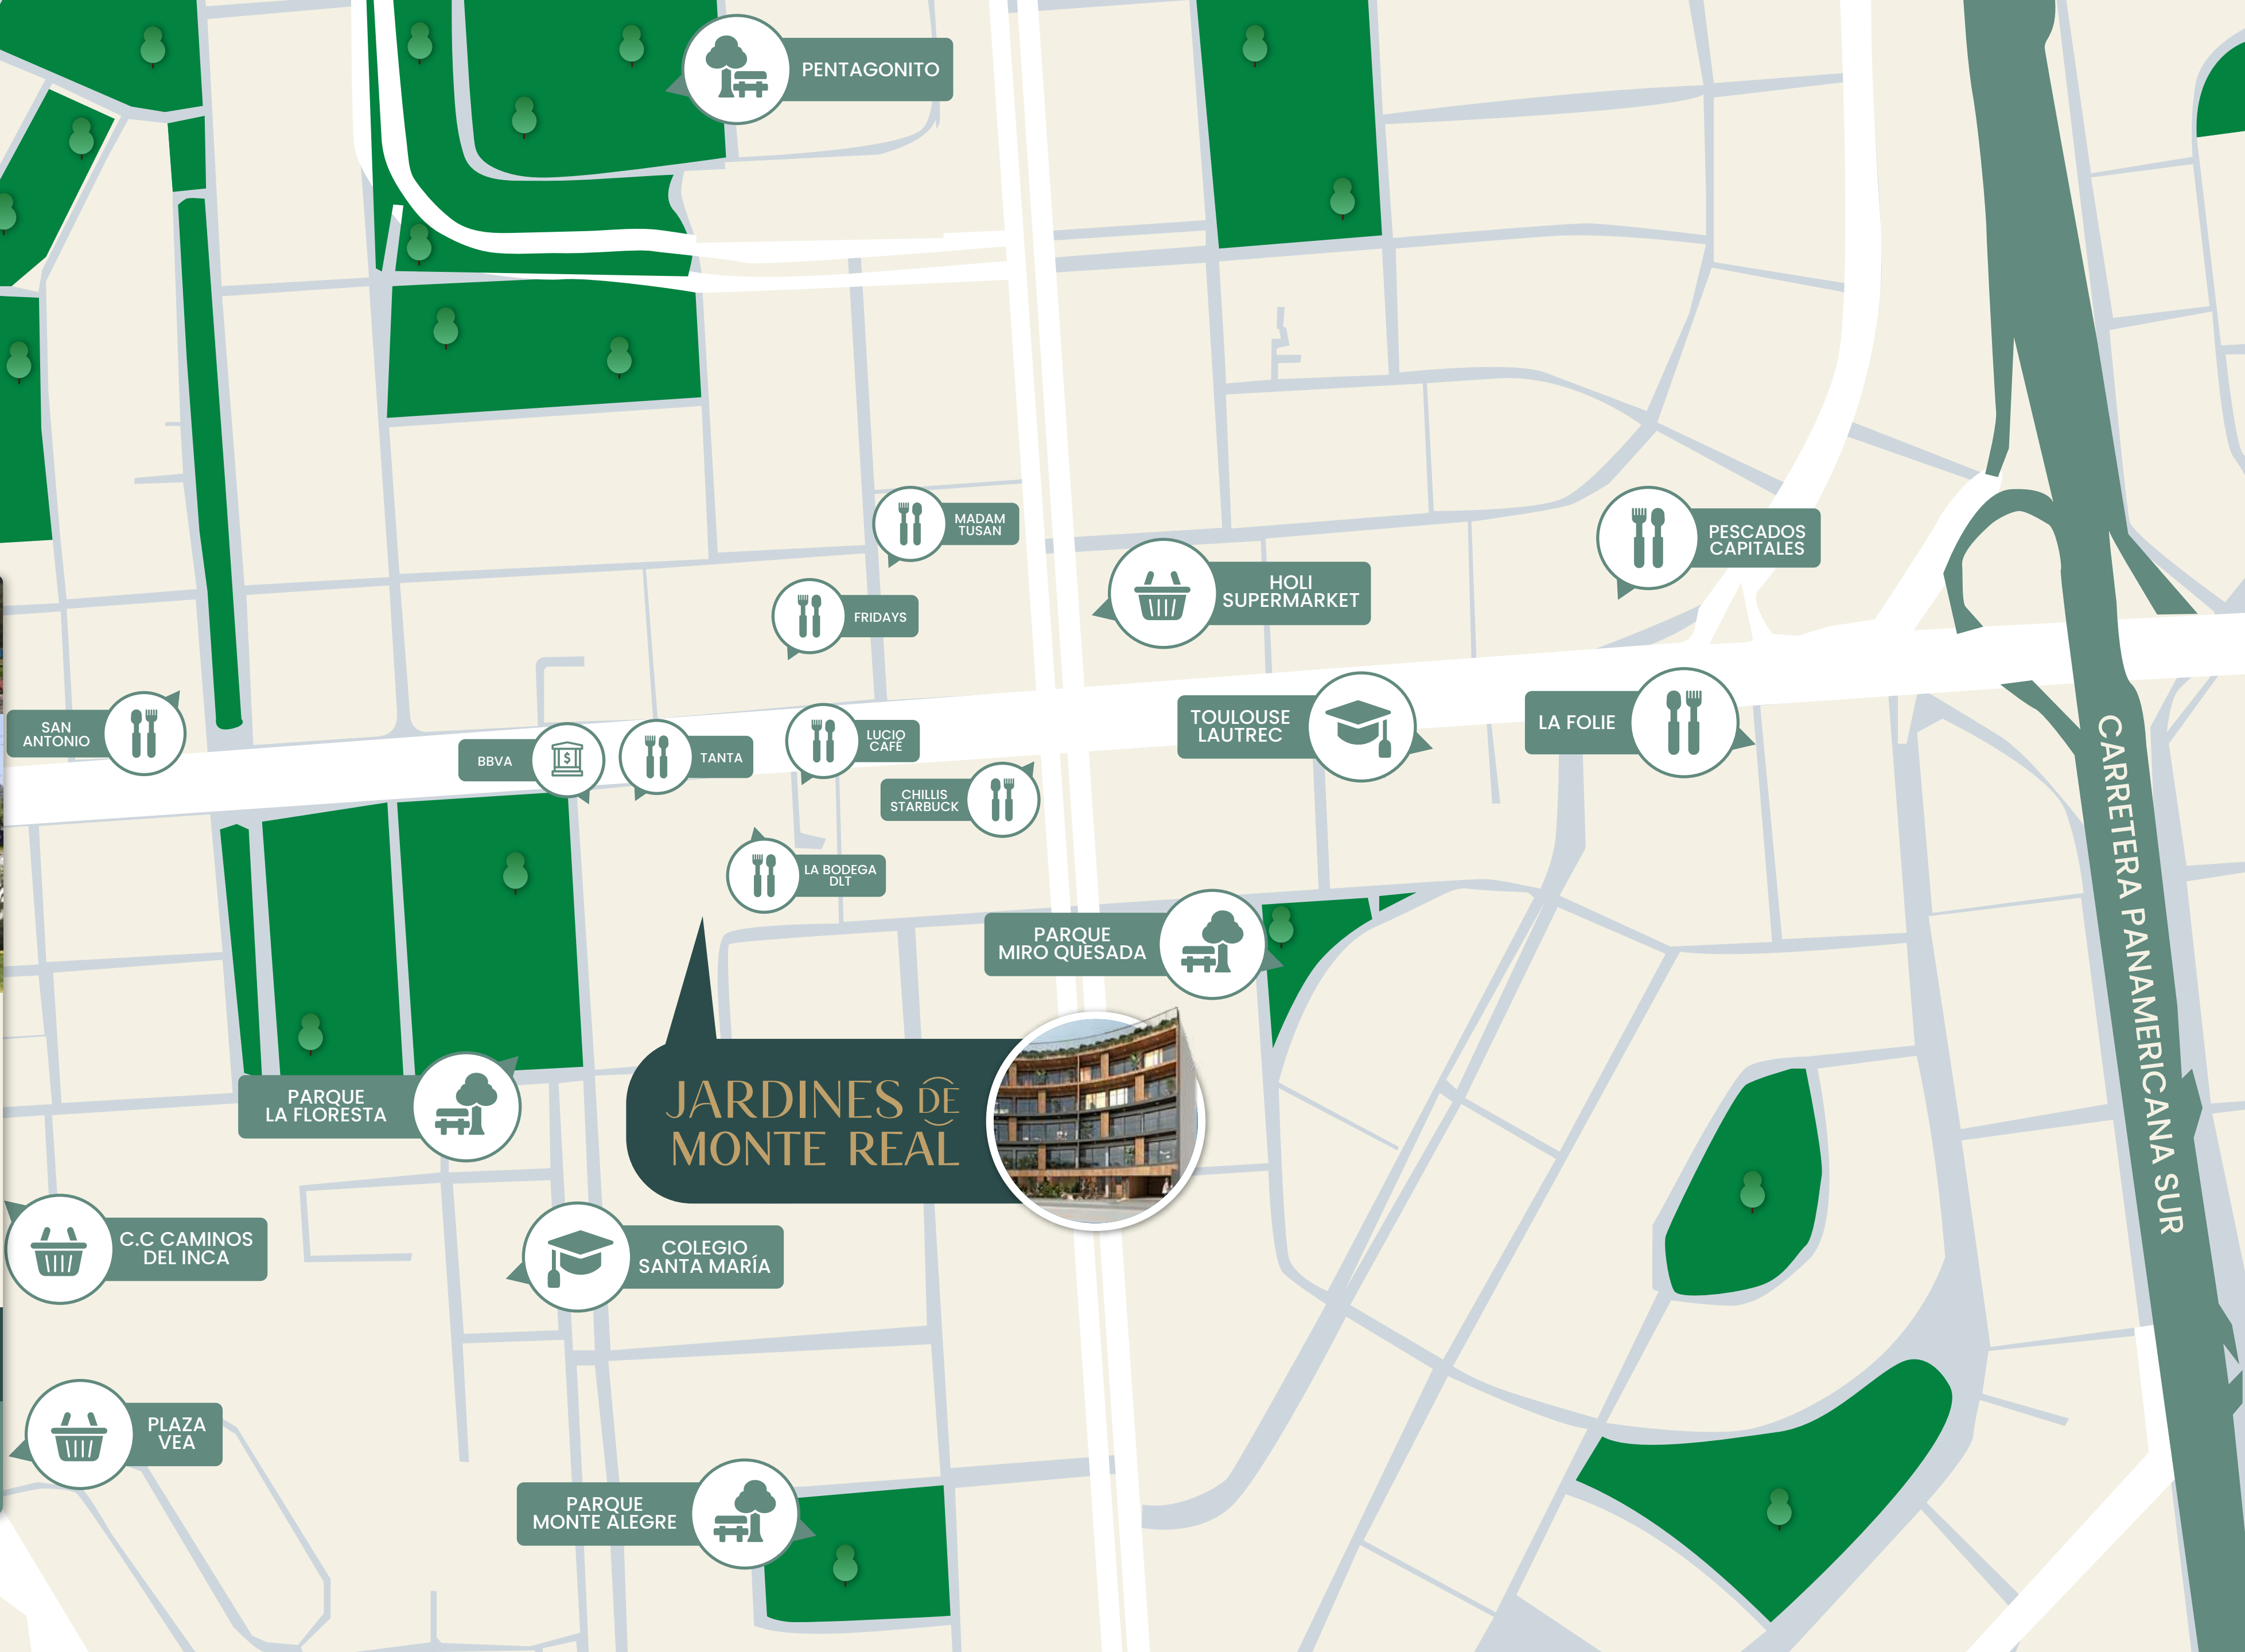 PENTAGONITO
MADAM
TUSAN
PESCADOS
CAPITALES
HOLI
SUPERMARKET
FRIDAYS
SAN
ANTONIO
BBVA
TANTA
LUCIO
CAFÉ
TOULOUSE
LAUTREC
LA FOLIE
CHILLIS
STARBUCK
LA BODEGA
DLT
PARQUE
MIRO QUESADA
CARRETERA PANAMERICANA SUR
PARQUE
LA FLORESTA
JARDINES DE
MONTE REAL
C.C CAMINOS
DEL INCA
COLEGIO
SANTA MARÍA
PLAZA
VEA
PARQUE
MONTE ALEGRE